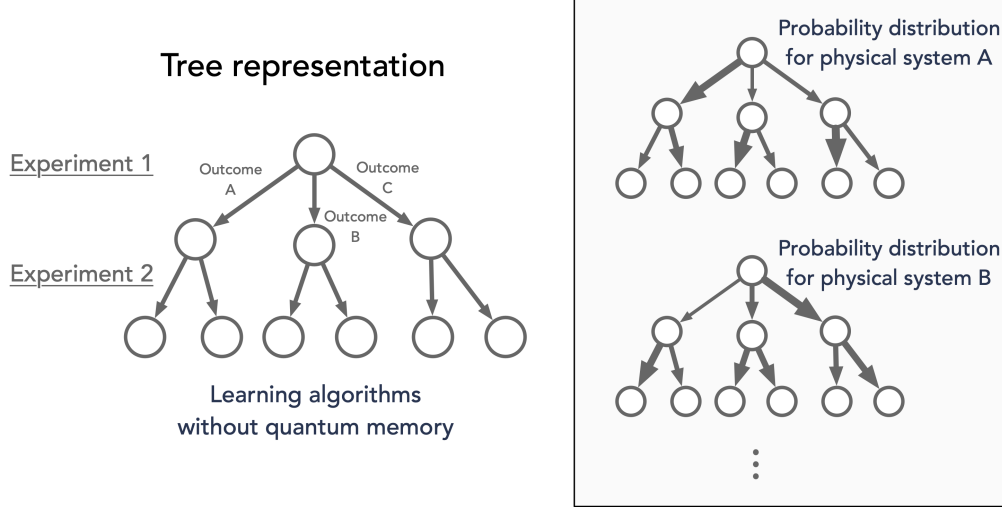 Tree representation
Experiment 1
Outcome
A
Outcome
C
Outcome
B
Experiment 2
Learning algorithms
without quantum memory
Probability distribution
for physical system A
Probability distribution
for physical system B